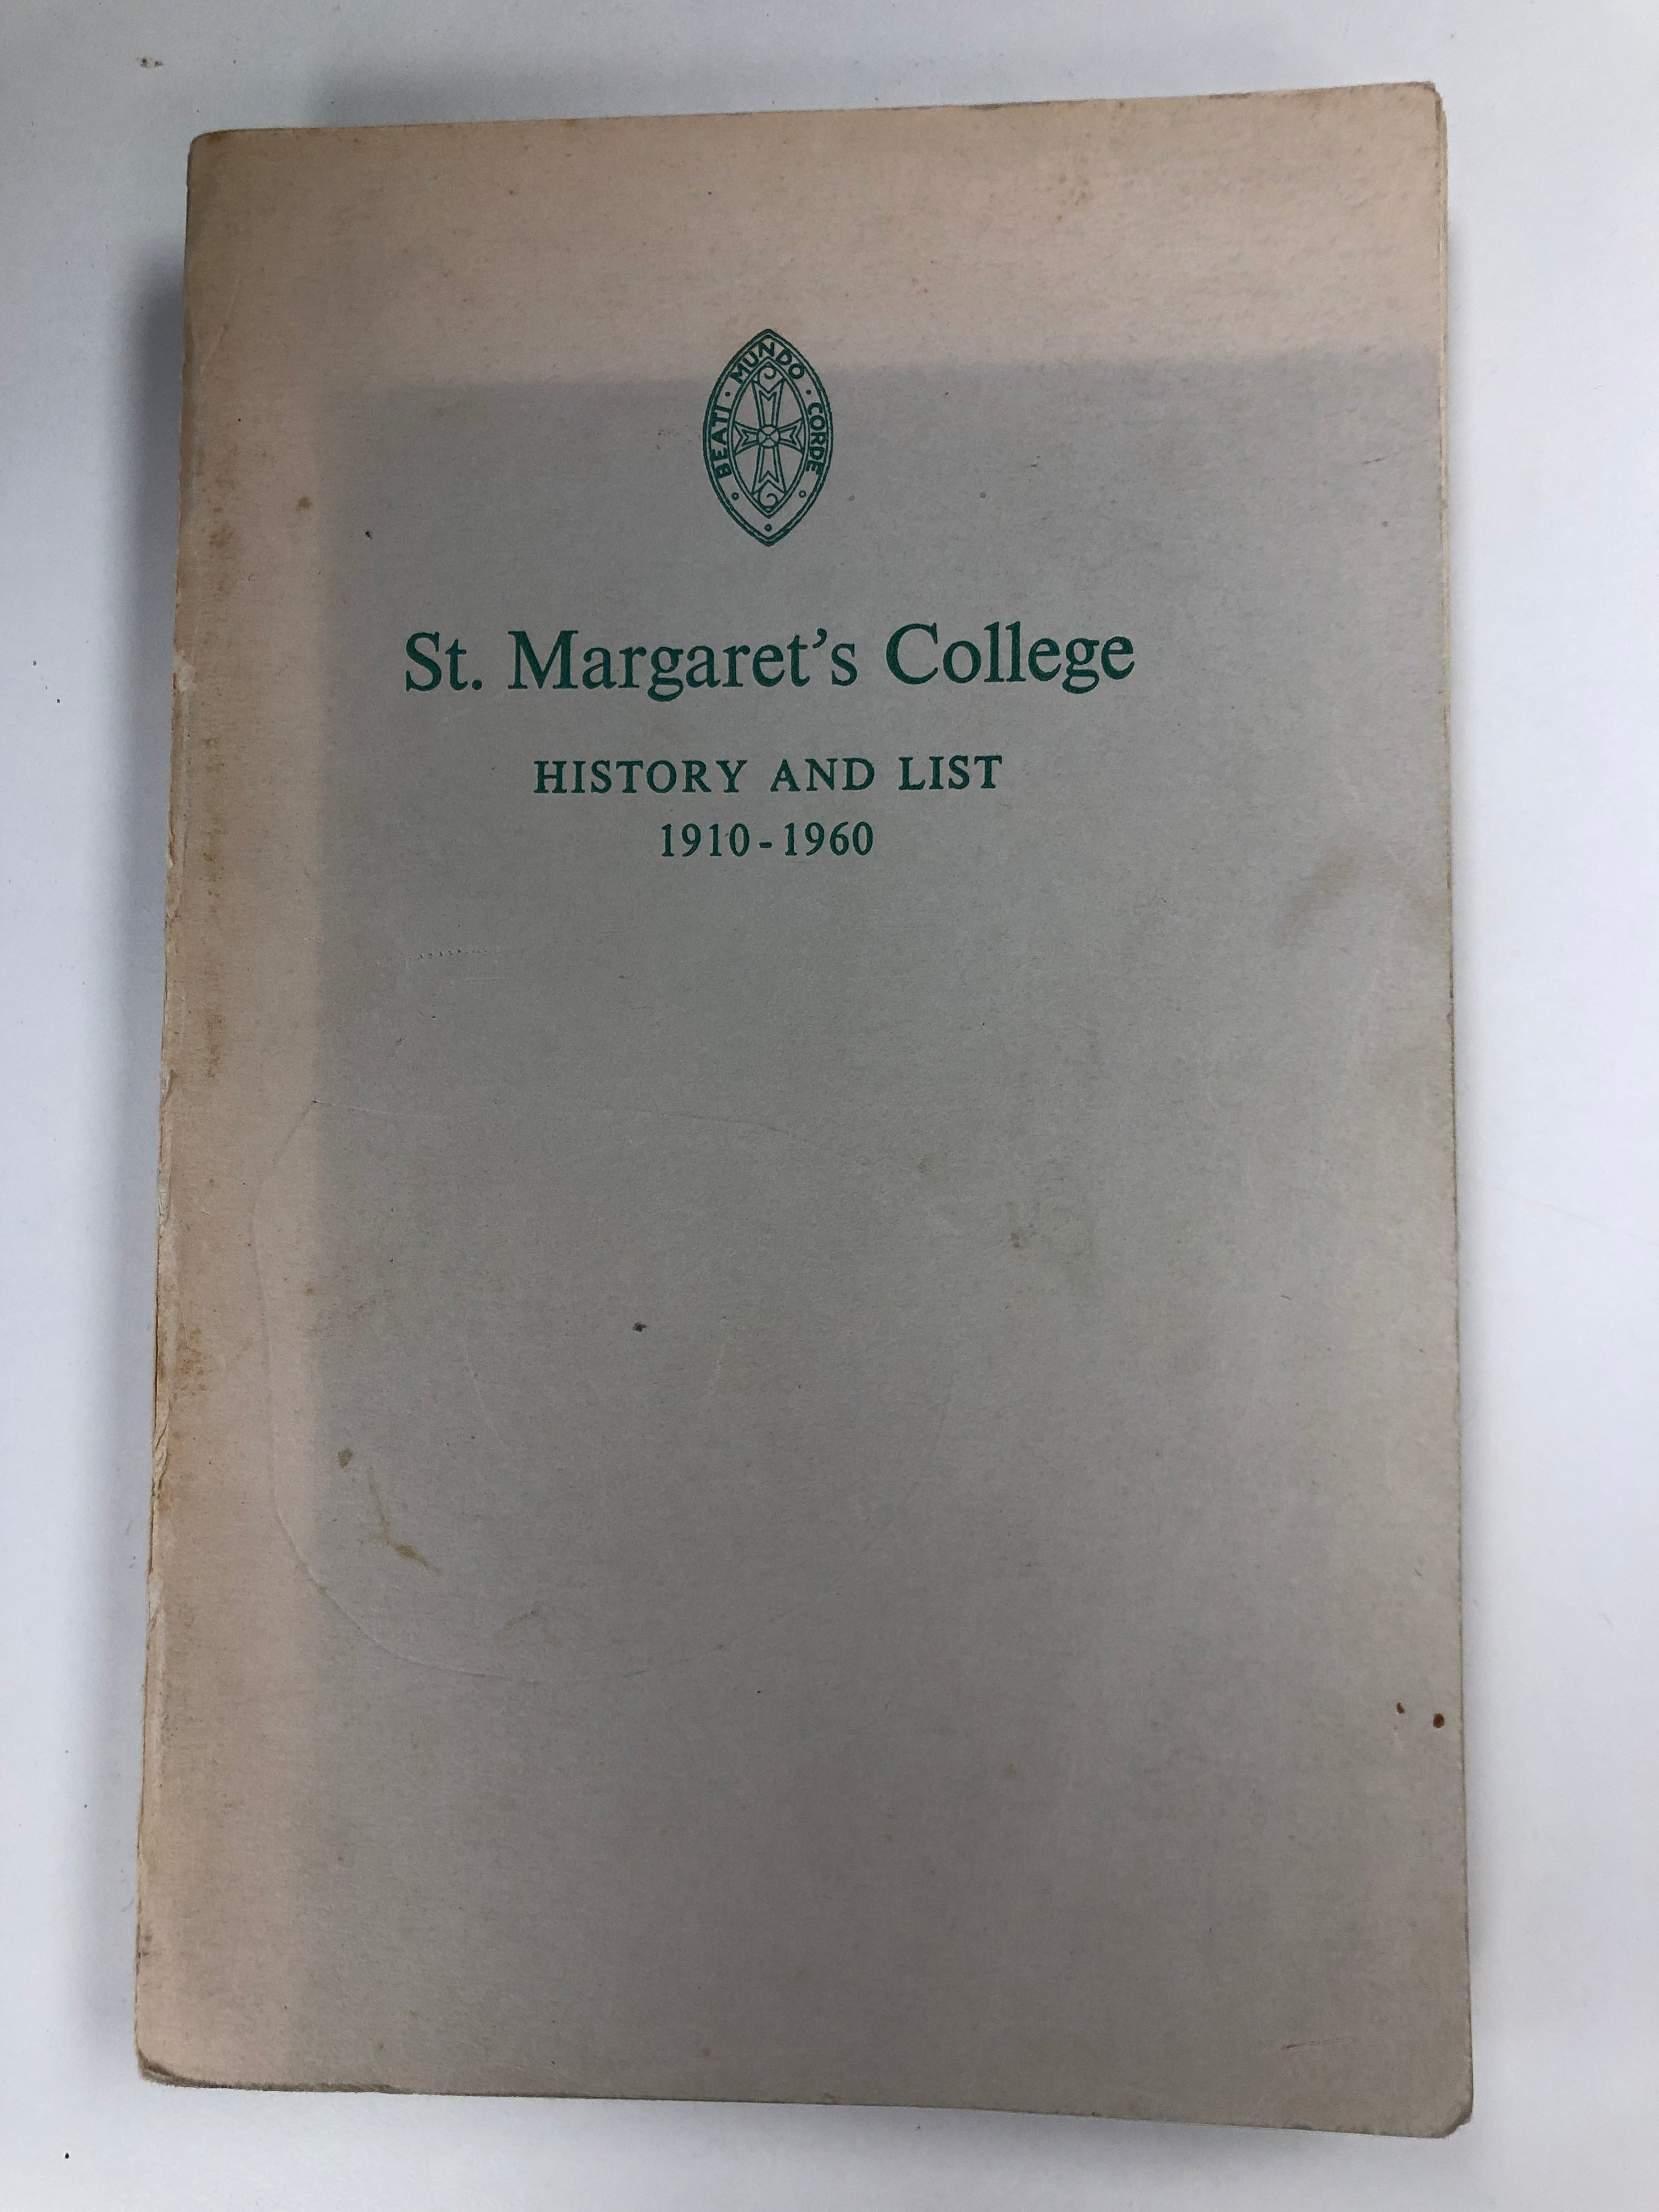 BEATI · MUNDO · CORDE
St. Margaret's College
HISTORY AND LIST
1910-1960